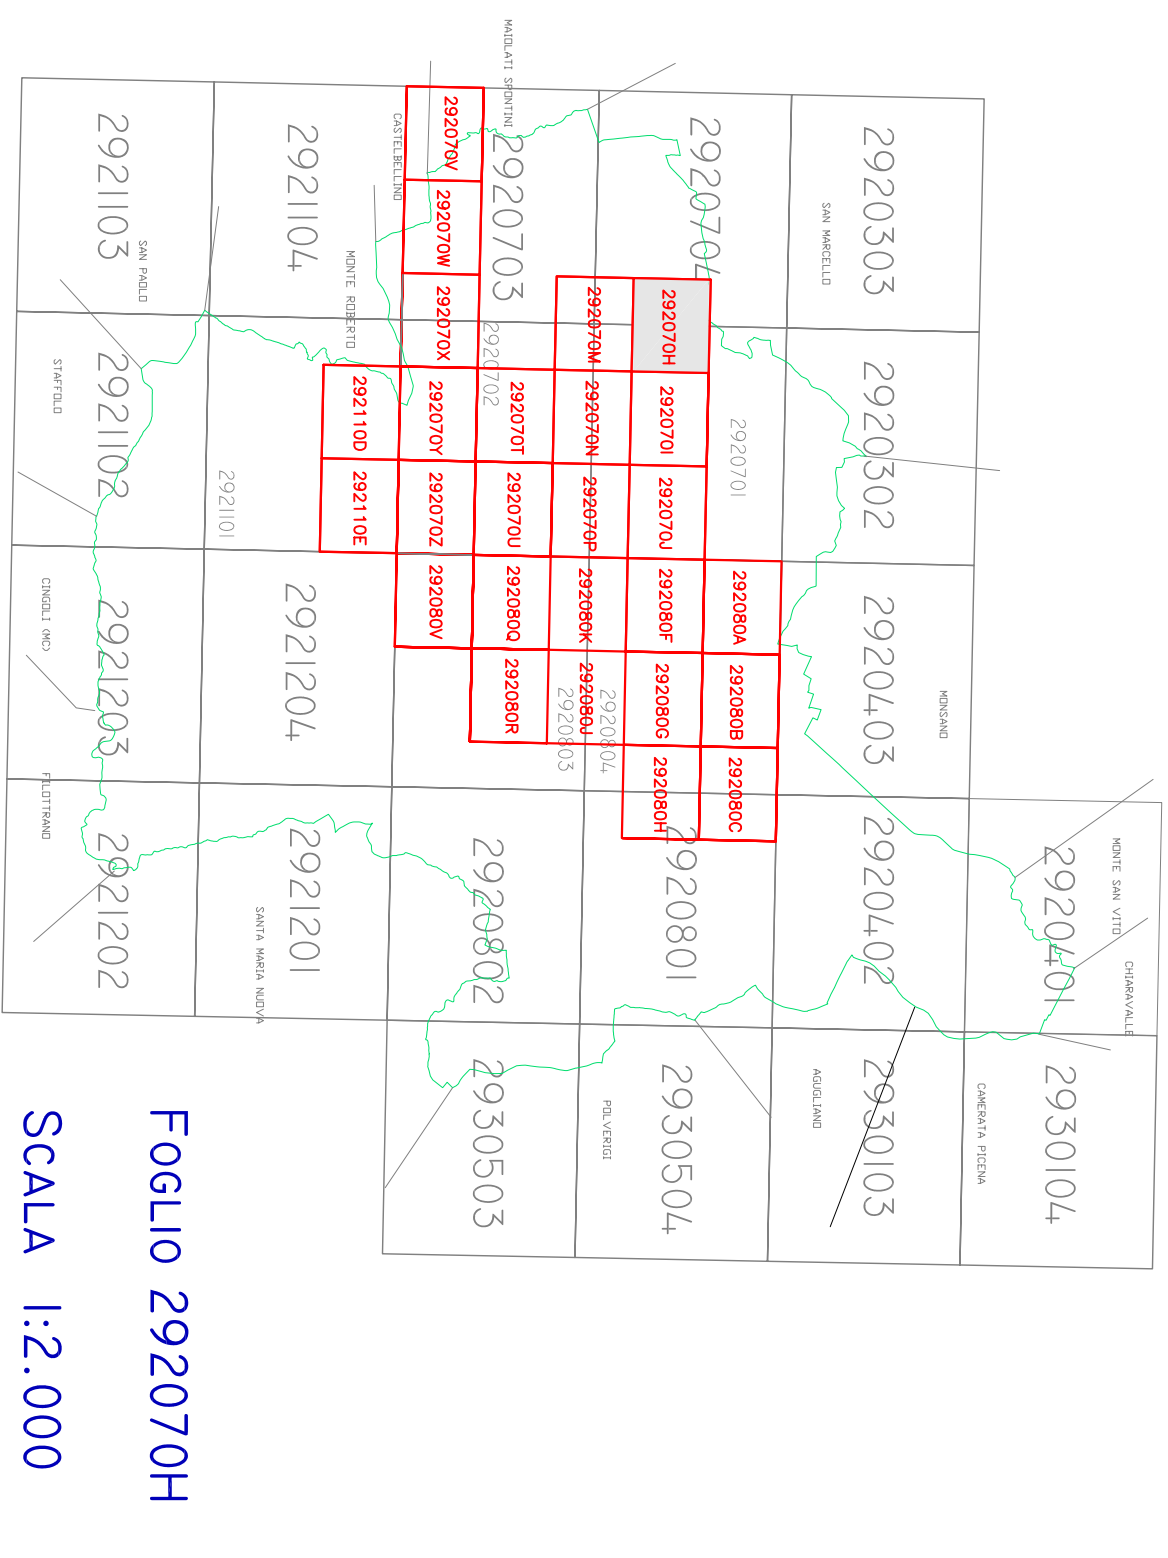 CHIARAVALLE
MONTE SAN VITO
2920401
2930104
CAMERATA PICENA
MONSANO
2920303
2920302
2920403
2920402
2930103
SAN MARCELLO
AGUGLIANO
2920701
292080A
292080B
292080C
2920704
292070H
292070I
292070J
292080F
292080G
292080H
2920801
2930504
2920804
POLVERIGI
292070M
292070N
292070P
292080K
292080J
2920803
MAIOLATI SPONTINI
2920703
292070T
292070U
292080Q
292080R
2920802
2930503
2920702
292070V
292070W
292070X
292070Y
292070Z
292080V
CASTELBELLINO
MONTE ROBERTO
292110D
292110E
2921104
2921204
2921201
SANTA MARIA NUOVA
2921101
SAN PAOLO
2921103
2921102
2921203
2921202
STAFFOLO
CINGOLI (MC)
FILOTTRANO
FOGLIO 292070H
SCALA 1:2.000